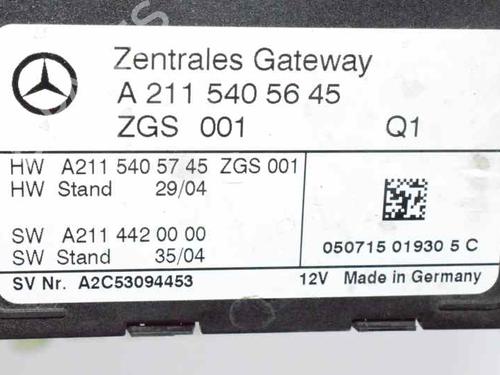 Zentrales Gateway
A 211 540 56 45
ZGS 001 Q1
HW A211 540 57 45 ZGS 001
HW Stand 29/04
SW A211 442 00 00
SW Stand 35/04
050715 01930 5 C
SV Nr. A2C53094453 12V Made in Germany